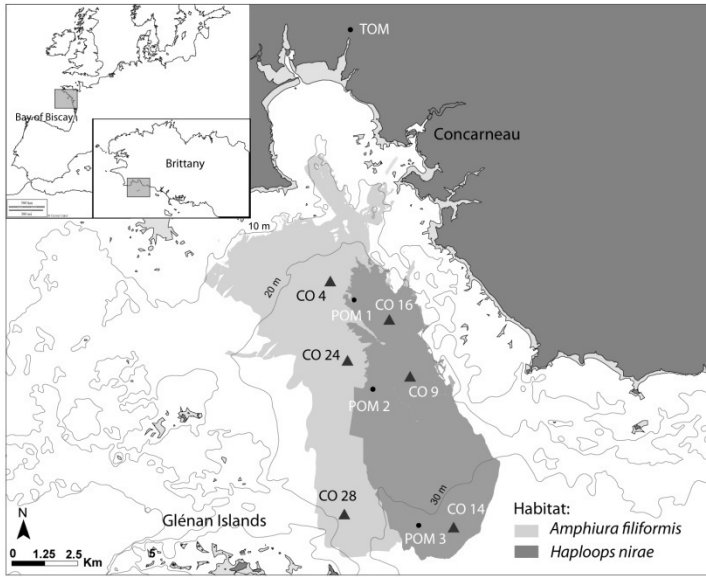 TOM
Bay of Biscay
Concarneau
Brittany
10 m
20 m
CO 4
CO 16
POM 1
CO 24
CO 9
POM 2
30 m
CO 28
CO 14
POM 3
Glénan Islands
N
0 1.25 2.5
Km
Habitat:
Amphiura filiformis
Haploops nirae